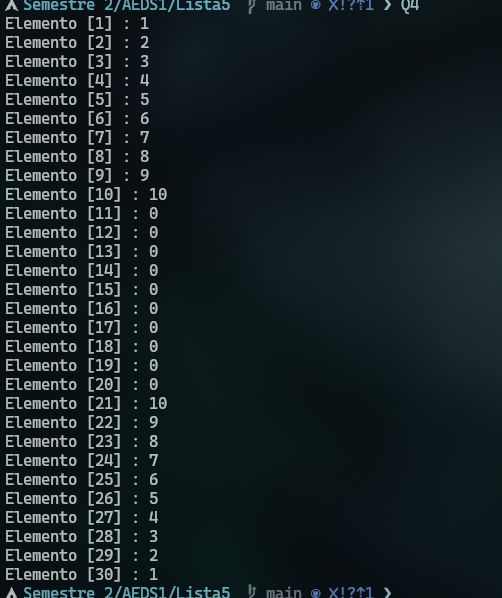 Semestre 2/AEDS1/Lista5 main X!?⇡1 ❯ Q4
Elemento [1] : 1
Elemento [2] : 2
Elemento [3] : 3
Elemento [4] : 4
Elemento [5] : 5
Elemento [6] : 6
Elemento [7] : 7
Elemento [8] : 8
Elemento [9] : 9
Elemento [10] : 10
Elemento [11] : 0
Elemento [12] : 0
Elemento [13] : 0
Elemento [14] : 0
Elemento [15] : 0
Elemento [16] : 0
Elemento [17] : 0
Elemento [18] : 0
Elemento [19] : 0
Elemento [20] : 0
Elemento [21] : 10
Elemento [22] : 9
Elemento [23] : 8
Elemento [24] : 7
Elemento [25] : 6
Elemento [26] : 5
Elemento [27] : 4
Elemento [28] : 3
Elemento [29] : 2
Elemento [30] : 1
Semestre 2/AEDS1/Lista5 main X!?⇡1 ❯